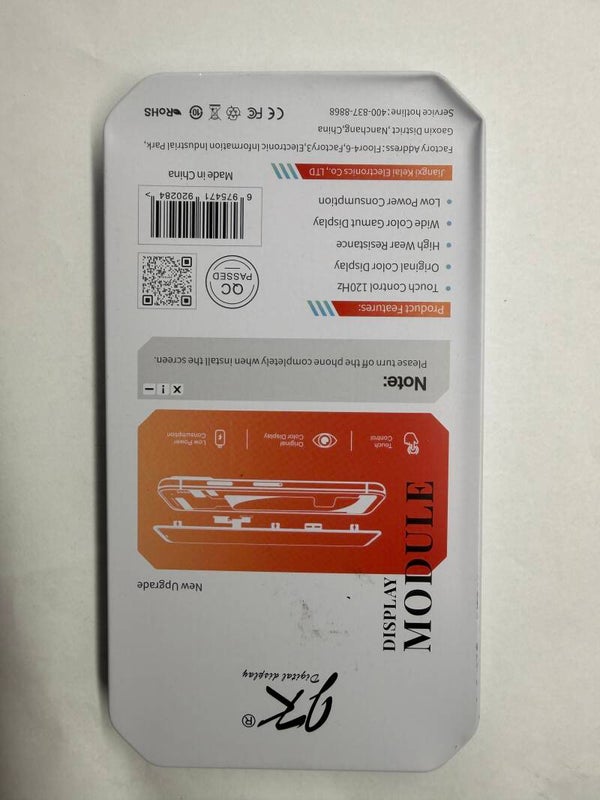 JK®
Digital display
DISPLAY
MODULE
New Upgrade
Touch
Control
Original
Color Display
Low Power
Consumption
Note:
X ! –
Please turn off the phone completely when install the screen.
Product Features:
• Touch Control 120Hz
• Original Color Display
• High Wear Resistance
• Wide Color Gamut Display
• Low Power Consumption
QC
PASSED
6 975471 920284 >
Made in China
Jiangxi Kelai Electronics Co., LTD
Factory Address: Floor4-6,Factory3,Electronic Information Industrial Park,
Gaoxin District ,Nanchang,China
Service hotline: 400-837-8868
CE FC 10 RoHS